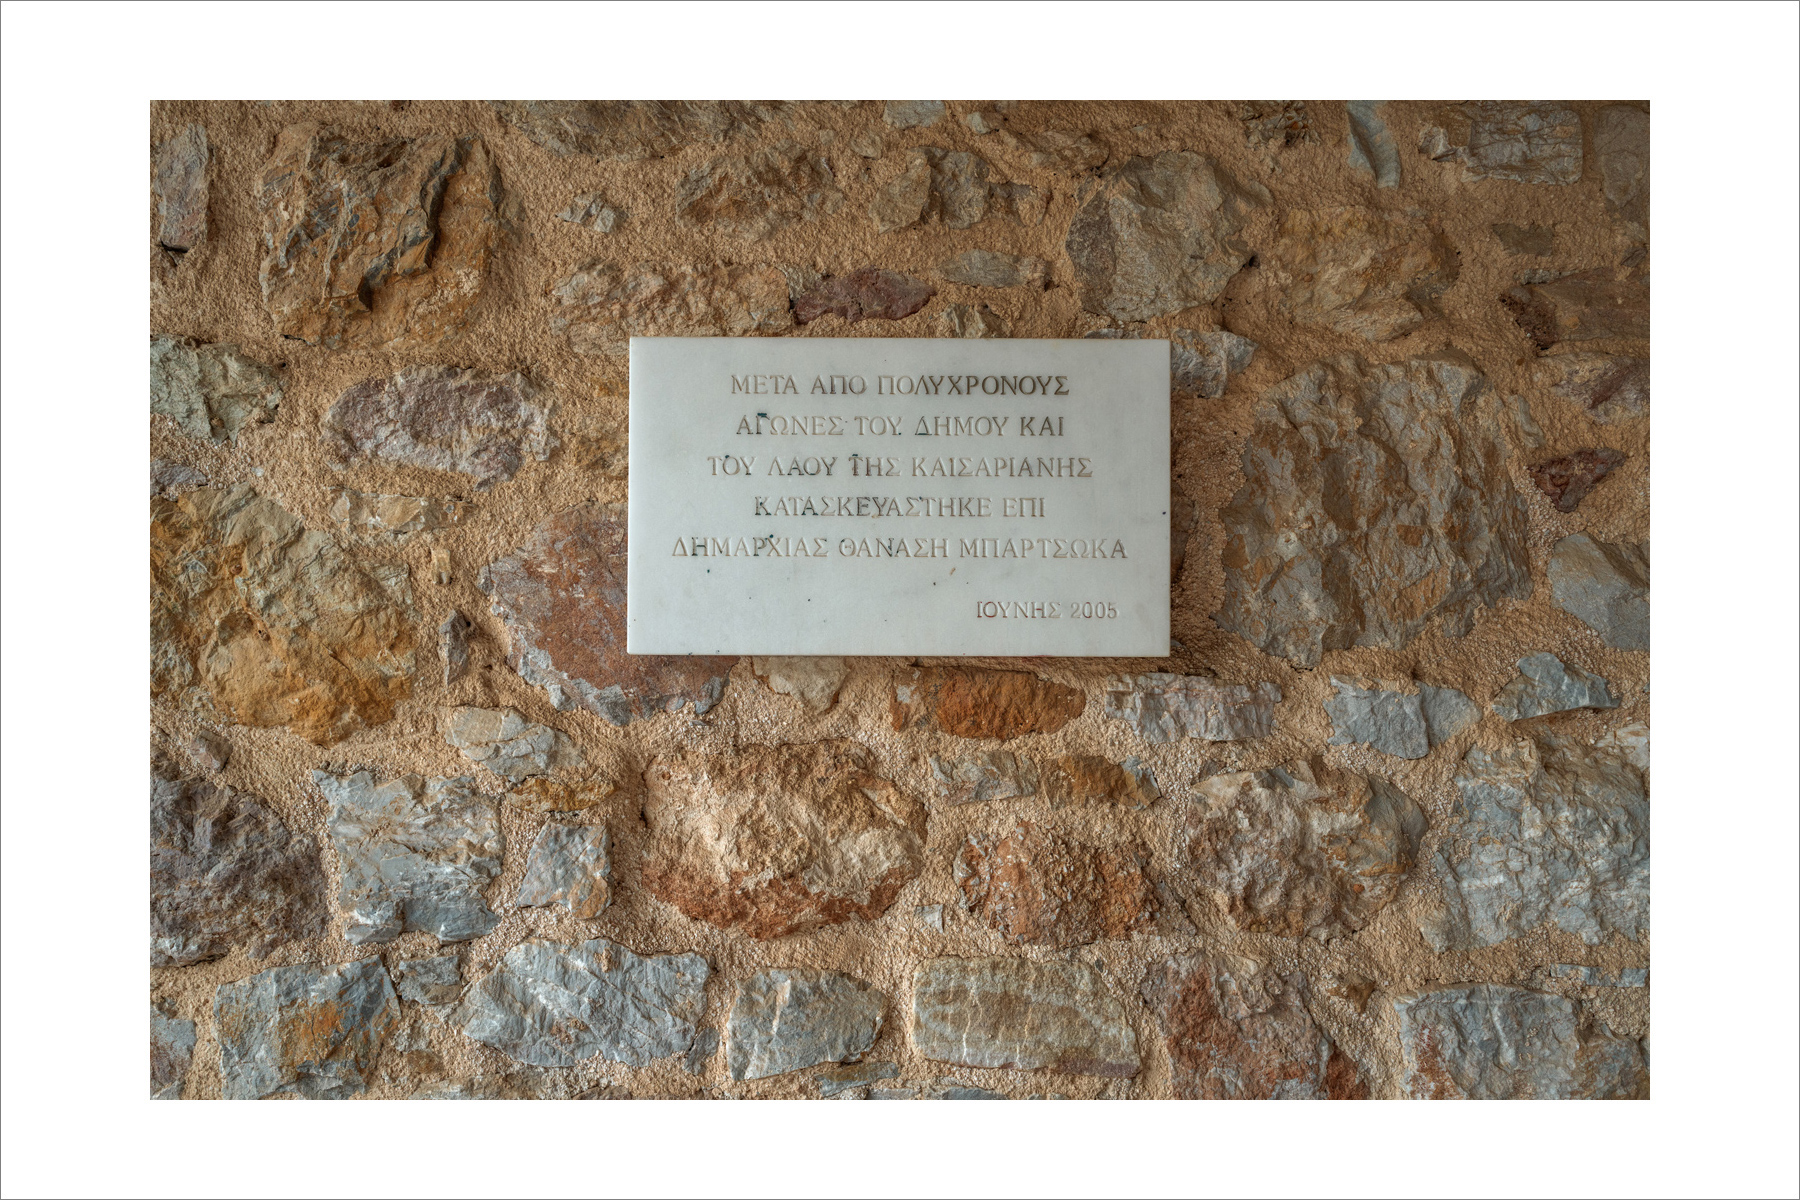 ΜΕΤΑ ΑΠΟ ΠΟΛΥΧΡΟΝΟΥΣ
ΑΓΩΝΕΣ ΤΟΥ ΔΗΜΟΥ ΚΑΙ
ΤΟΥ ΛΑΟΥ ΤΗΣ ΚΑΙΣΑΡΙΑΝΗΣ
ΚΑΤΑΣΚΕΥΑΣΤΗΚΕ ΕΠΙ
ΔΗΜΑΡΧΙΑΣ ΘΑΝΑΣΗ ΜΠΑΡΤΣΩΚΑ
ΙΟΥΝΗΣ 2005